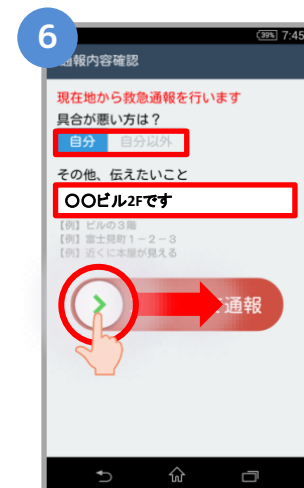 6
39% 7:45
通報内容確認
現在地から救急通報を行います
具合が悪い方は？
自分 自分以外
その他、伝えたいこと
〇〇ビル2Fです
【例】ビルの３階
【例】富士見町１－２－３
【例】近くに本屋が見える
通報